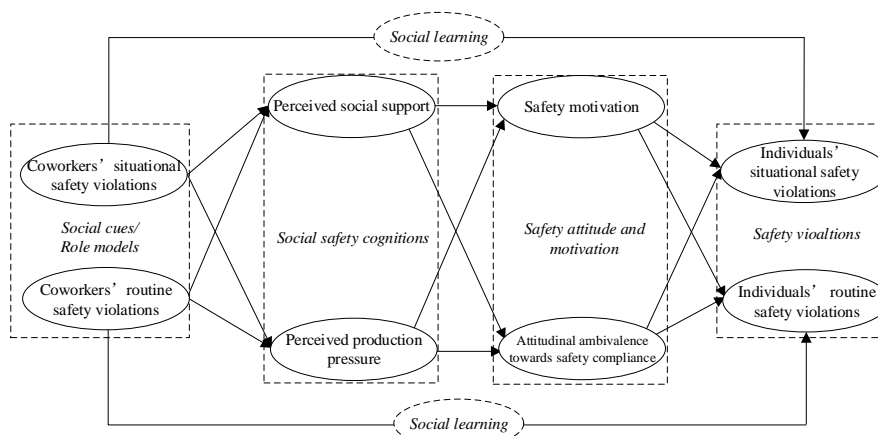 Social learning
Perceived social support
Safety motivation
Coworkers’ situational
safety violations
Individuals’
situational safety
violations
Social cues/
Role models
Social safety cognitions
Safety attitude and
motivation
Safety vioaltions
Coworkers’ routine
safety violations
Individuals’ routine
safety violations
Perceived production
pressure
Attitudinal ambivalence
towards safety compliance
Social learning